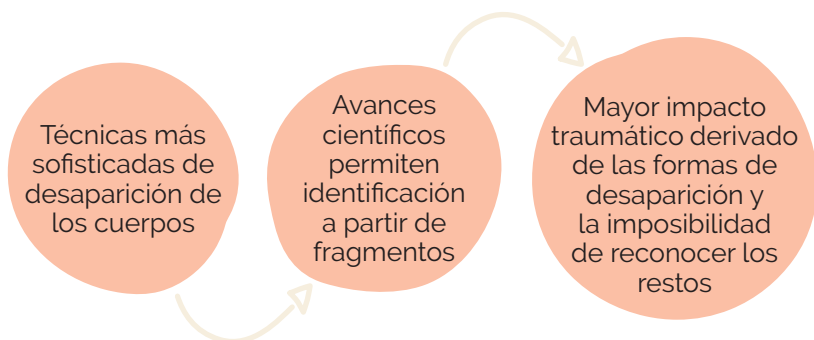 Técnicas más
sofisticadas de
desaparición de
los cuerpos
Avances
científicos
permiten
identificación
a partir de
fragmentos
Mayor impacto
traumático derivado
de las formas de
desaparición y
la imposibilidad
de reconocer los
restos